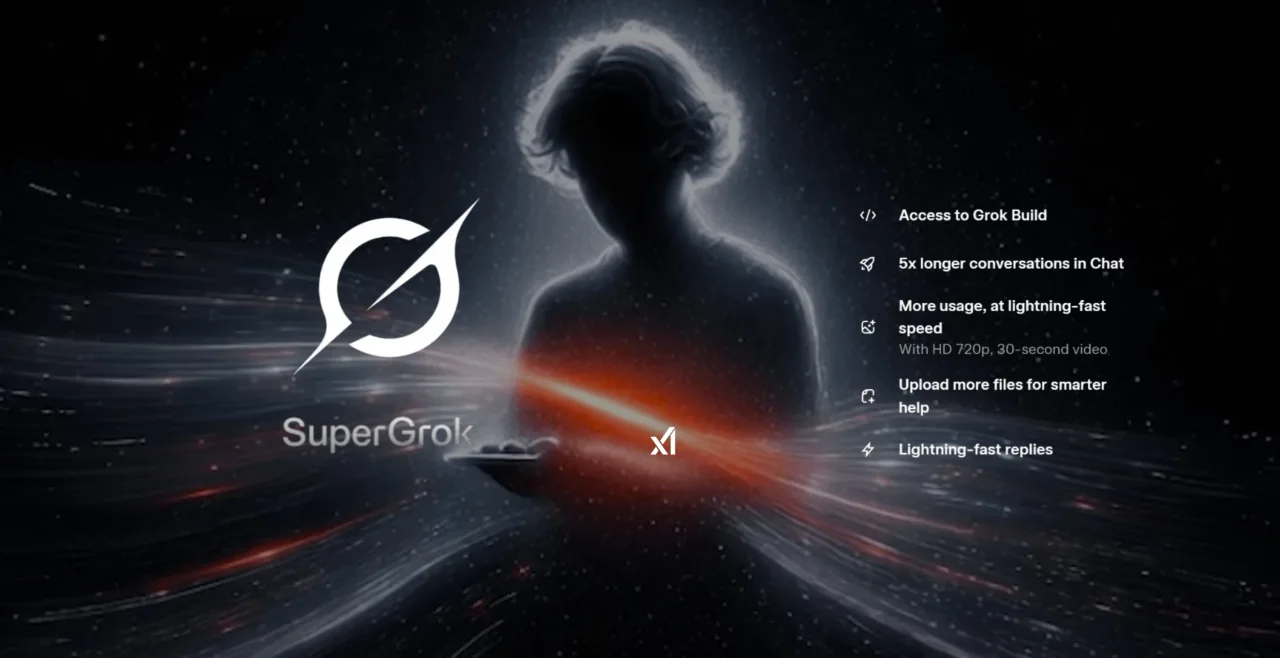 SuperGrok
xI
Access to Grok Build
5x longer conversations in Chat
More usage, at lightning-fast
speed
With HD 720p, 30-second video
Upload more files for smarter
help
Lightning-fast replies